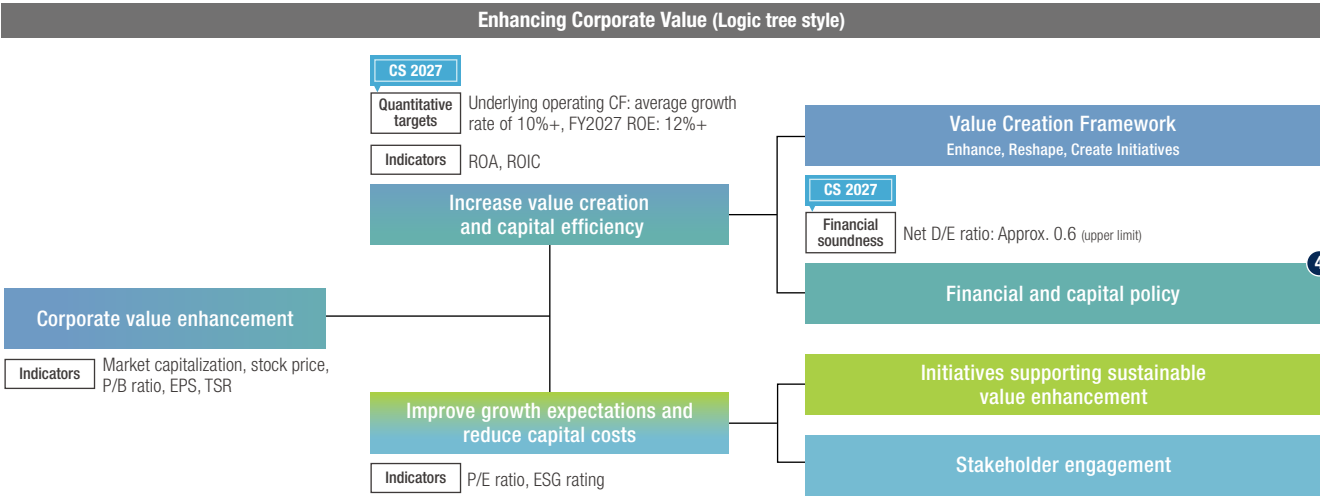 Enhancing Corporate Value (Logic tree style)
CS 2027
Quantitative
targets
Underlying operating CF: average growth
rate of 10%+, FY2027 ROE: 12%+
Indicators
ROA, ROIC
Increase value creation
and capital efficiency
Value Creation Framework
Enhance, Reshape, Create Initiatives
CS 2027
Financial
soundness
Net D/E ratio: Approx. 0.6 (upper limit)
4
Financial and capital policy
Corporate value enhancement
Indicators
Market capitalization, stock price,
P/B ratio, EPS, TSR
Improve growth expectations and
reduce capital costs
Indicators
P/E ratio, ESG rating
Initiatives supporting sustainable
value enhancement
Stakeholder engagement